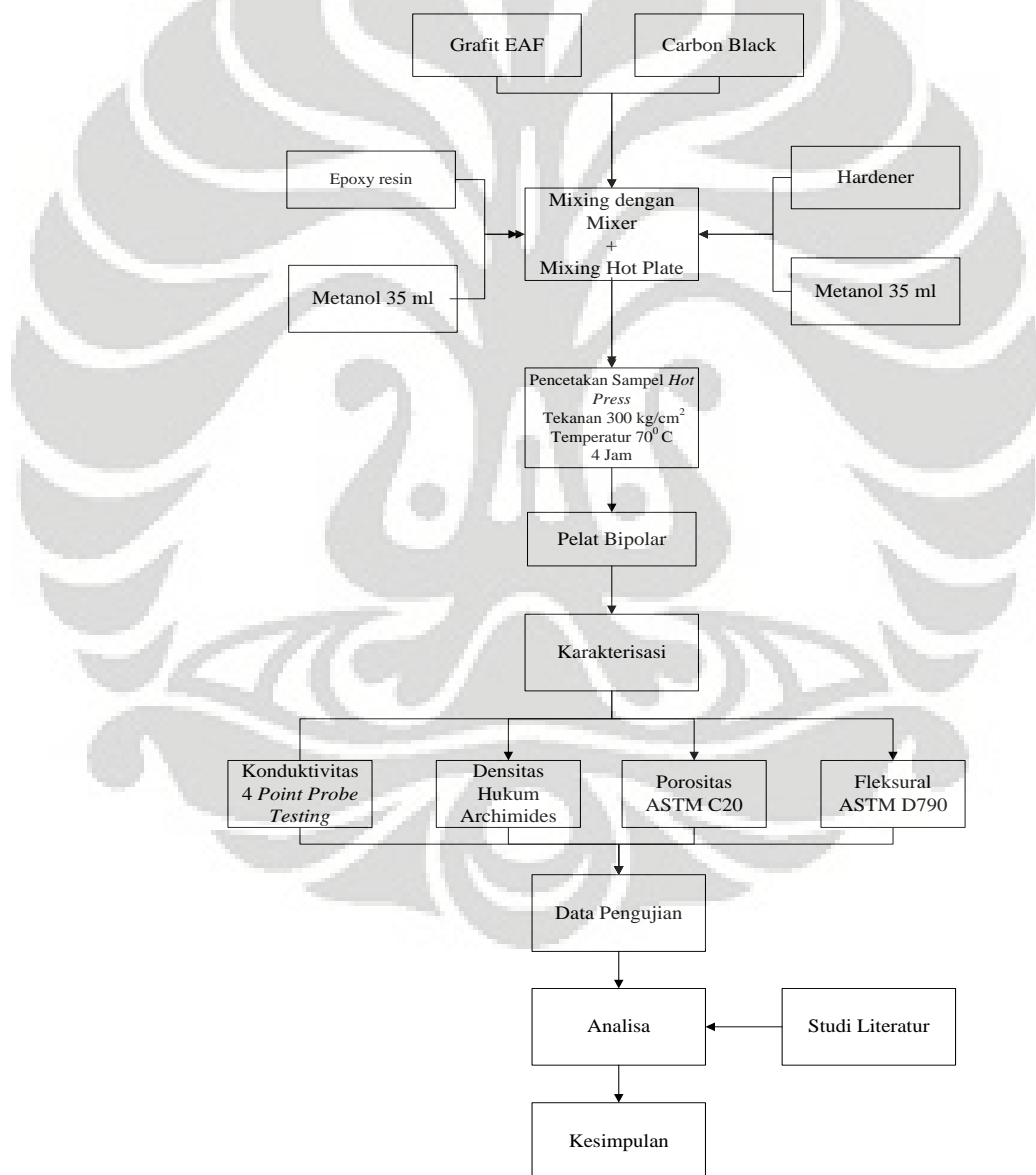 Grafit EAF
Carbon Black
Epoxy resin
Hardener
Mixing dengan
Mixer
+
Mixing Hot Plate
Metanol 35 ml
Metanol 35 ml
Pencetakan Sampel Hot
Press
Tekanan 300 kg/cm²
Temperatur 70⁰ C
4 Jam
Pelat Bipolar
Karakterisasi
Konduktivitas
4 Point Probe
Testing
Densitas
Hukum
Archimides
Porositas
ASTM C20
Fleksural
ASTM D790
Data Pengujian
Analisa
Studi Literatur
Kesimpulan